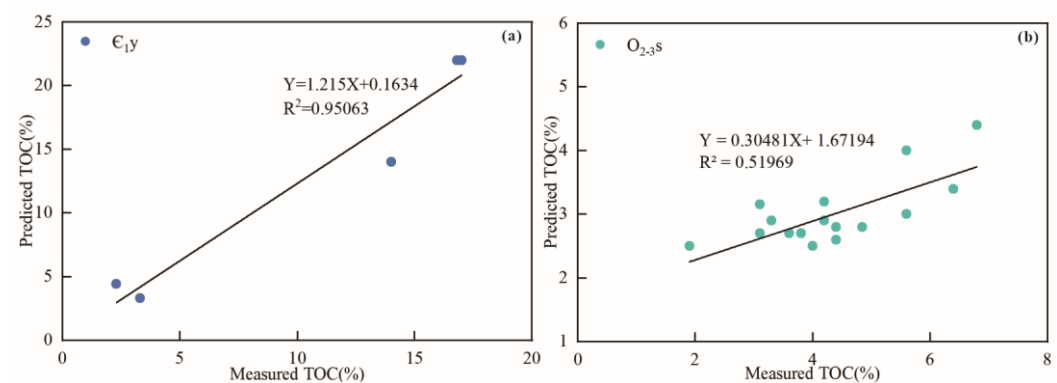 (a)
Є₁y
Y=1.215X+0.1634
R²=0.95063
25
20
15
10
5
0
0 5 10 15 20
Predicted TOC(%)
Measured TOC(%)
(b)
O₂₋₃s
Y = 0.30481X+ 1.67194
R² = 0.51969
6
5
4
3
2
1
2 4 6 8
Predicted TOC(%)
Measured TOC(%)